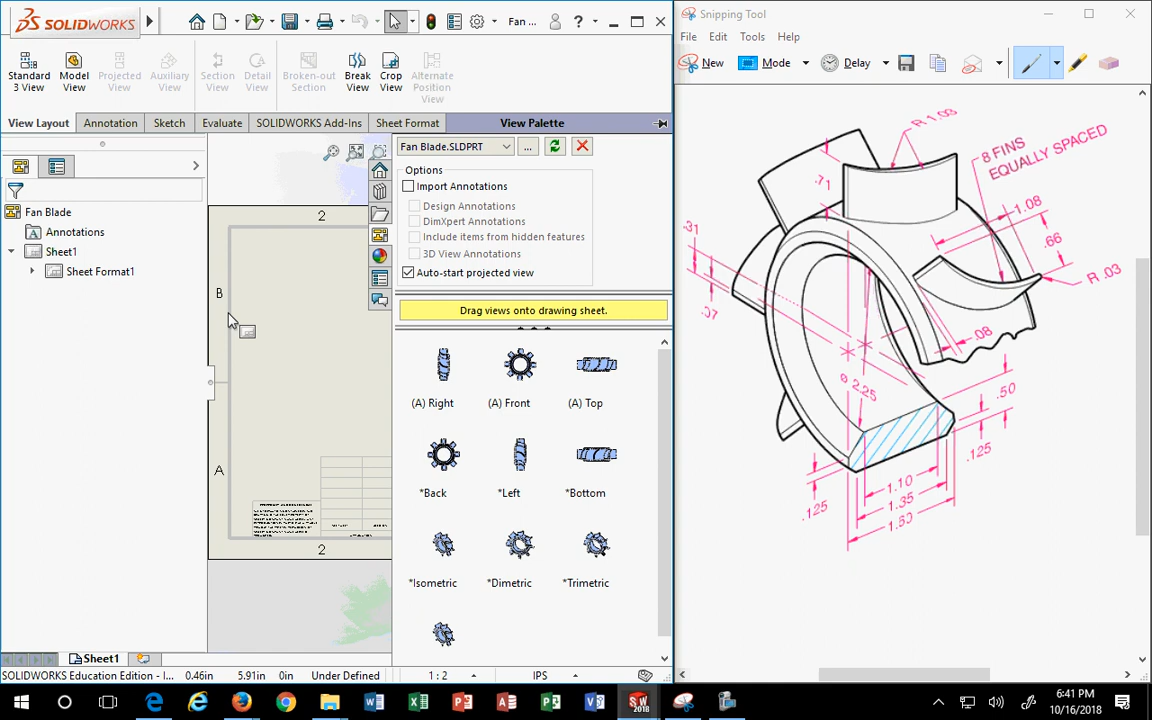 SOLIDWORKS
Fan ...
?
Standard
3 View
Model
View
Projected
View
Auxiliary
View
Section
View
Detail
View
Broken-out
Section
Break
View
Crop
View
Alternate
Position
View
View Layout
Annotation
Sketch
Evaluate
SOLIDWORKS Add-Ins
Sheet Format
View Palette
Fan Blade
Annotations
Sheet1
Sheet Format1
2
B
A
2
Fan Blade.SLDPRT
...
Options
Import Annotations
Design Annotations
DimXpert Annotations
Include items from hidden features
3D View Annotations
Auto-start projected view
Drag views onto drawing sheet.
(A) Right
(A) Front
(A) Top
*Back
*Left
*Bottom
*Isometric
*Dimetric
*Trimetric
Sheet1
SOLIDWORKS Education Edition - I...
0.46in
5.91in
0in
Under Defined
1 : 2
IPS
Snipping Tool
File
Edit
Tools
Help
New
Mode
Delay
8 FINS
EQUALLY SPACED
.71
1.08
.66
R .03
.31
.07
.08
ø 2.25
.50
.125
1.10
1.35
1.50
.125
6:41 PM
10/16/2018